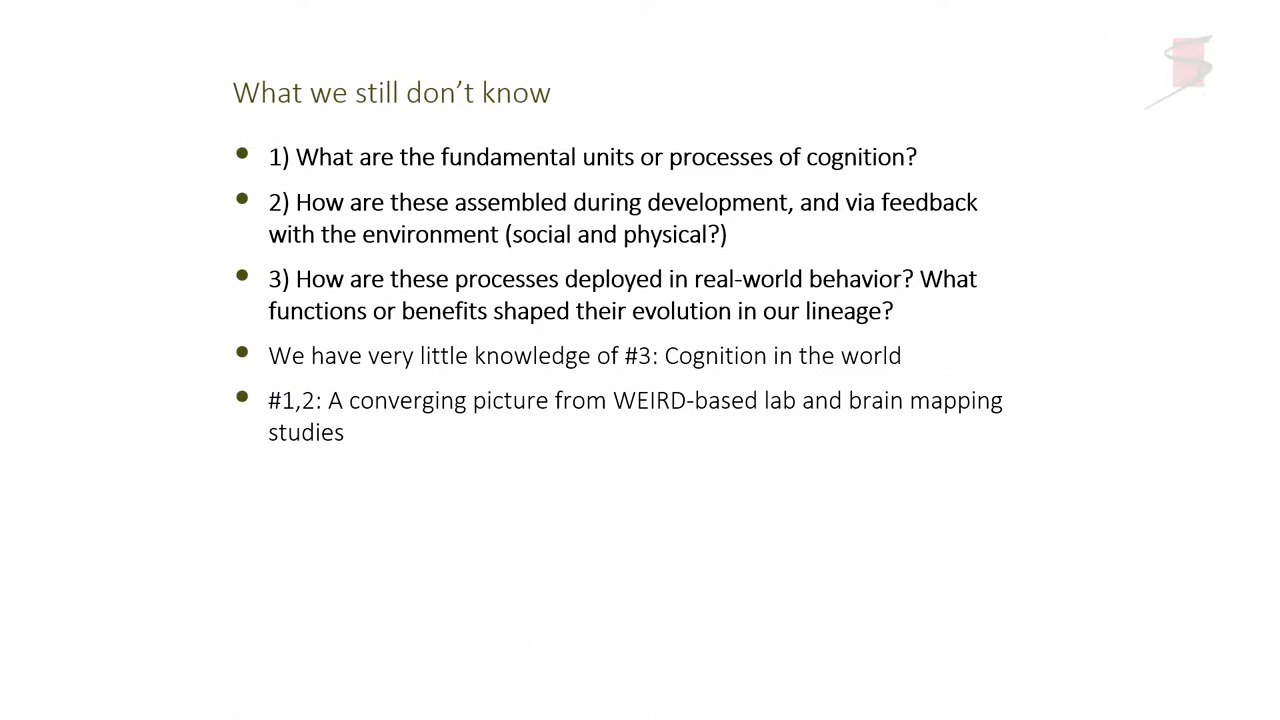 What we still don't know
• 1) What are the fundamental units or processes of cognition?
• 2) How are these assembled during development, and via feedback
with the environment (social and physical?)
• 3) How are these processes deployed in real-world behavior? What
functions or benefits shaped their evolution in our lineage?
• We have very little knowledge of #3: Cognition in the world
• #1,2: A converging picture from WEIRD-based lab and brain mapping
studies